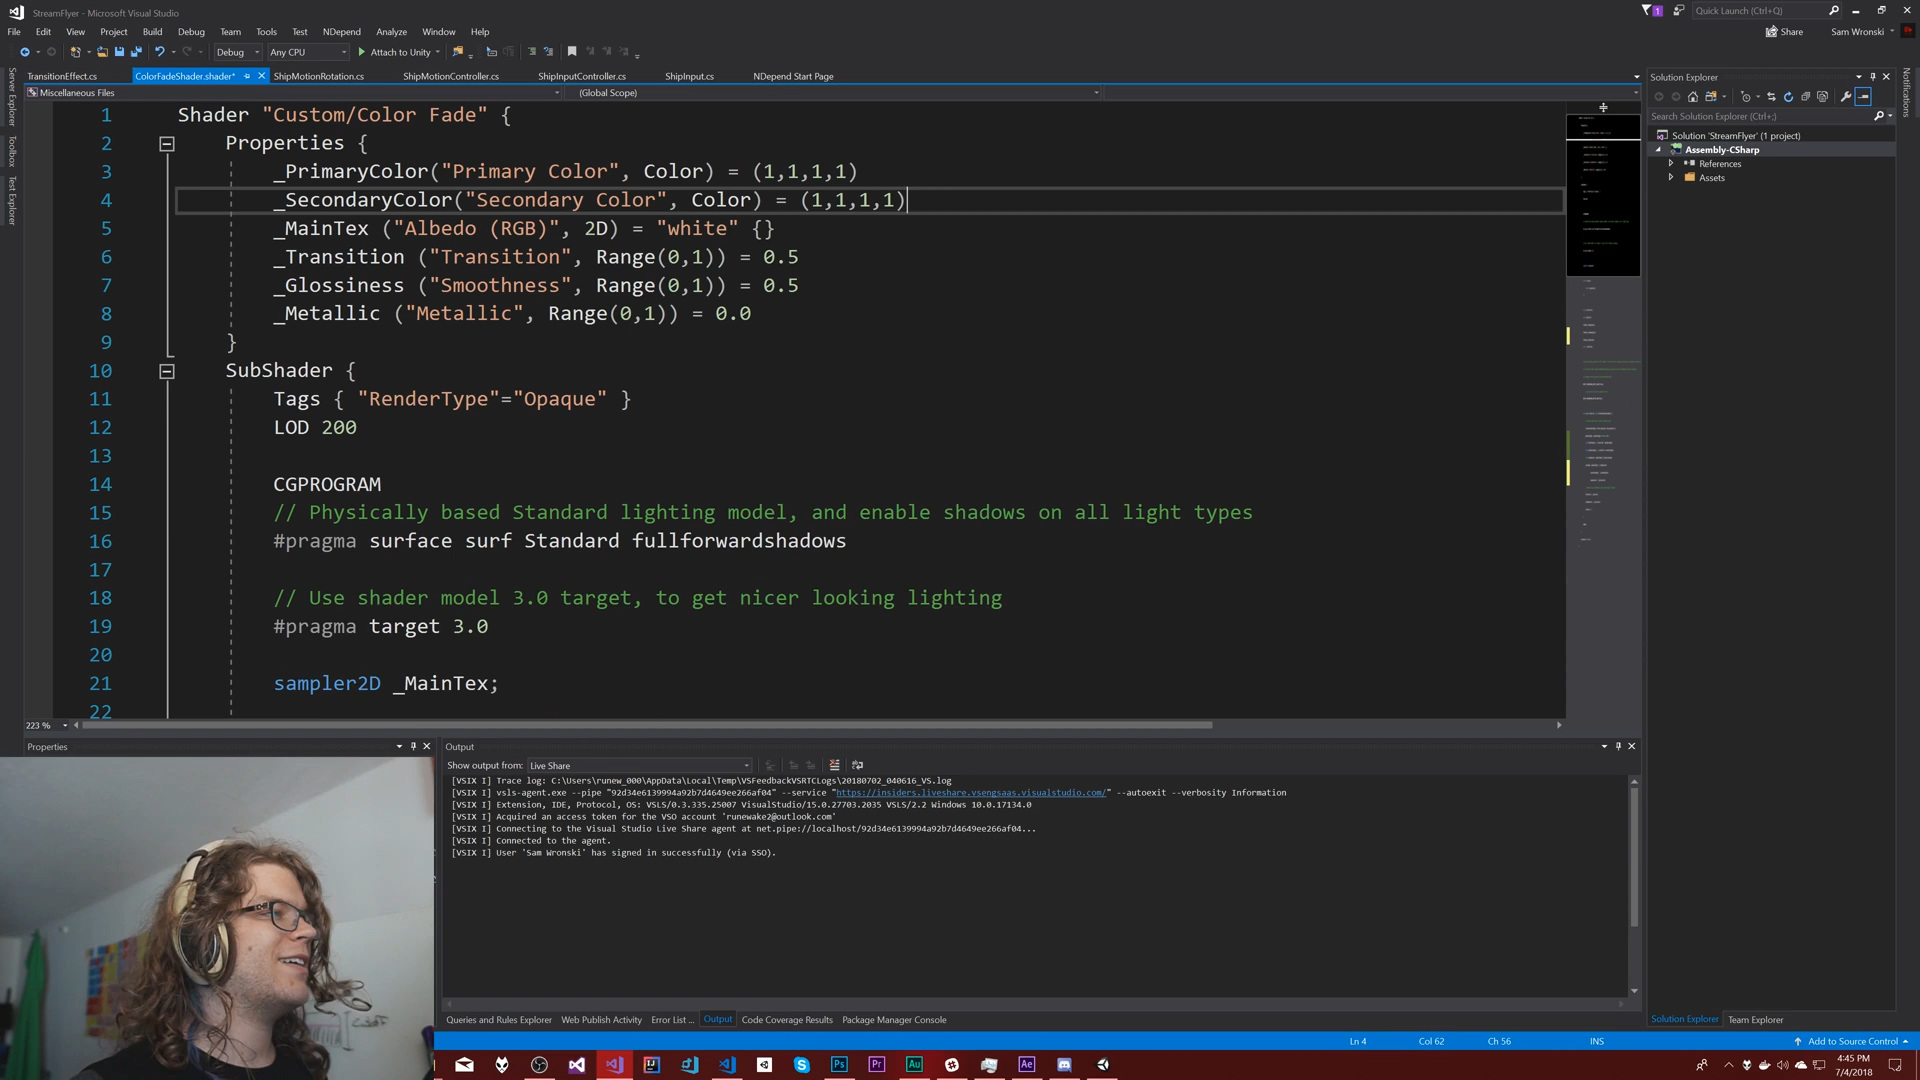 StreamFlyer - Microsoft Visual Studio
1
Quick Launch (Ctrl+Q)
File Edit View Project Build Debug Team Tools Test NDepend Analyze Window Help
Share
Sam Wronski
Debug
Any CPU
Attach to Unity
TransitionEffect.cs
ColorFadeShader.shader*
ShipMotionRotation.cs
ShipMotionController.cs
ShipInputController.cs
ShipInput.cs
NDepend Start Page
Miscellaneous Files
(Global Scope)
Server Explorer
Toolbox
Test Explorer
1 Shader "Custom/Color Fade" {
2 Properties {
3 _PrimaryColor("Primary Color", Color) = (1,1,1,1)
4 _SecondaryColor("Secondary Color", Color) = (1,1,1,1)
5 _MainTex ("Albedo (RGB)", 2D) = "white" {}
6 _Transition ("Transition", Range(0,1)) = 0.5
7 _Glossiness ("Smoothness", Range(0,1)) = 0.5
8 _Metallic ("Metallic", Range(0,1)) = 0.0
9 }
10 SubShader {
11 Tags { "RenderType"="Opaque" }
12 LOD 200
13
14 CGPROGRAM
15 // Physically based Standard lighting model, and enable shadows on all light types
16 #pragma surface surf Standard fullforwardshadows
17
18 // Use shader model 3.0 target, to get nicer looking lighting
19 #pragma target 3.0
20
21 sampler2D _MainTex;
22
223 %
Solution Explorer
Search Solution Explorer (Ctrl+;)
Solution 'StreamFlyer' (1 project)
Assembly-CSharp
References
Assets
Notifications
Properties
Output
Show output from: Live Share
[VSIX I] Trace log: C:\Users\runew_000\AppData\Local\Temp\VSFeedbackVSRTCLogs\20180702_040616_VS.log
[VSIX I] vsls-agent.exe --pipe "92d34e6139994a92b7d4649ee266af04" --service "https://insiders.liveshare.vsengsaas.visualstudio.com/" --autoexit --verbosity Information
[VSIX I] Extension, IDE, Protocol, OS: VSLS/0.3.335.25007 VisualStudio/15.0.27703.2035 VSLS/2.2 Windows 10.0.17134.0
[VSIX I] Acquired an access token for the VSO account 'runewake2@outlook.com'
[VSIX I] Connecting to the Visual Studio Live Share agent at net.pipe://localhost/92d34e6139994a92b7d4649ee266af04...
[VSIX I] Connected to the agent.
[VSIX I] User 'Sam Wronski' has signed in successfully (via SSO).
Queries and Rules Explorer
Web Publish Activity
Error List ...
Output
Code Coverage Results
Package Manager Console
Solution Explorer
Team Explorer
Ln 4
Col 62
Ch 56
INS
Add to Source Control
Ps
Pr
Au
Ae
4:45 PM
7/4/2018